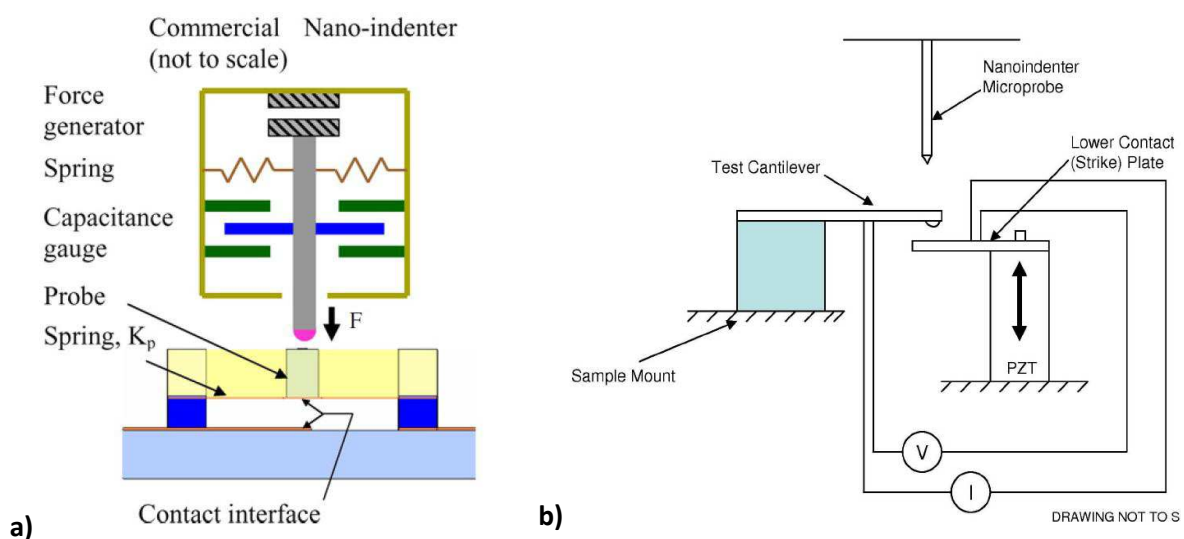 Commercial Nano-indenter
(not to scale)
Force
generator
Spring
Capacitance
gauge
Probe
Spring, Kp
F
Contact interface
a)
Nanoindenter
Microprobe
Lower Contact
(Strike) Plate
Test Cantilever
Sample Mount
PZT
V
I
b)
DRAWING NOT TO S